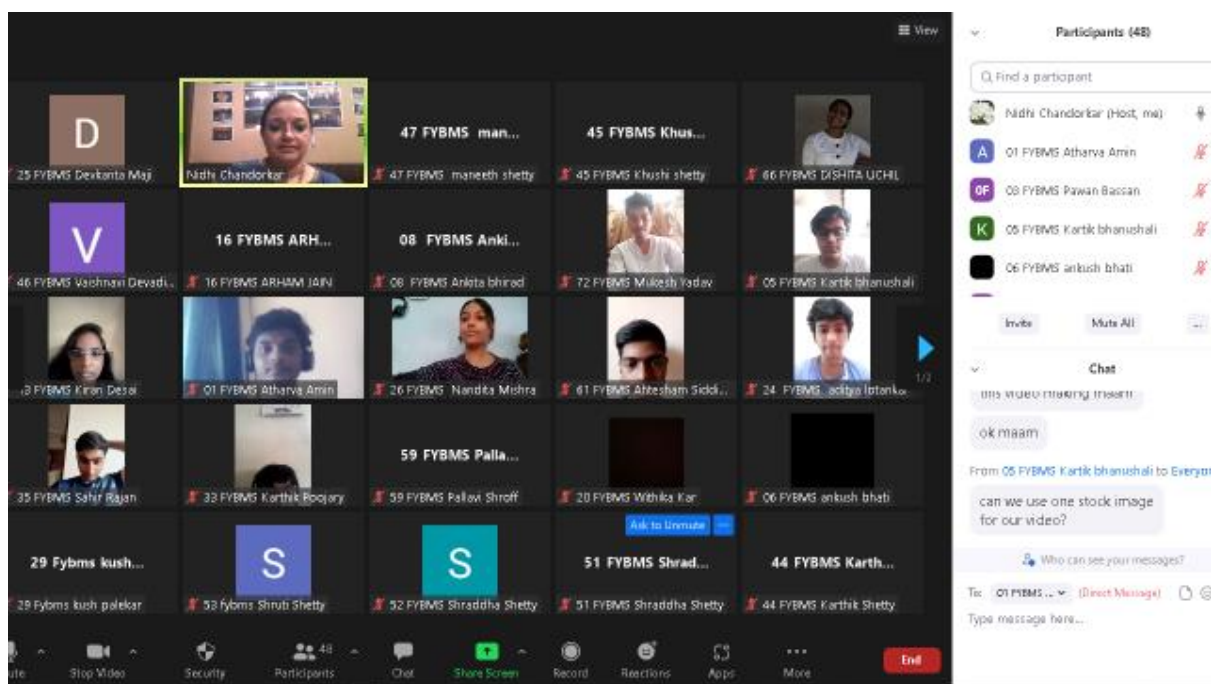 View
D
25 FYBMS Devkanta Maji
Nidhi Chandorkar
47 FYBMS man...
47 FYBMS maneeth shetty
45 FYBMS Khus...
45 FYBMS Khushi shetty
66 FYBMS DISHITA UCHIL
V
46 FYBMS Vaishnavi Devadi...
16 FYBMS ARH...
16 FYBMS ARHAM JAIN
08 FYBMS Anki...
08 FYBMS Ankita bhirad
72 FYBMS Mukesh Yadav
05 FYBMS Kartik bhanushali
3 FYBMS Kiran Desai
01 FYBMS Atharva Amin
26 FYBMS Nandita Mishra
61 FYBMS Ahtesham Siddi...
24 FYBMS aditya lotankar
1/2
35 FYBMS Sahir Rajan
33 FYBMS Karthik Poojary
59 FYBMS Palla...
59 FYBMS Pallavi Shroff
20 FYBMS Withika Kar
06 FYBMS ankush bhati
29 Fybms kush...
29 Fybms kush palekar
S
53 fybms Shruti Shetty
S
52 FYBMS Shraddha Shetty
Ask to Unmute ...
51 FYBMS Shrad...
51 FYBMS Shraddha Shetty
44 FYBMS Karth...
44 FYBMS Karthik Shetty
ute
Stop Video
Security
48
Participants
Chat
Share Screen
Record
Reactions
Apps
More
End
Participants (48)
Find a participant
Nidhi Chandorkar (Host, me)
A 01 FYBMS Atharva Amin
0F 03 FYBMS Pawan Bassan
K 05 FYBMS Kartik bhanushali
06 FYBMS ankush bhati
Invite Mute All ...
Chat
this video making maam
ok maam
From 05 FYBMS Kartik bhanushali to Everyon
can we use one stock image
for our video?
Who can see your messages?
To: 01 FYBMS ... (Direct Message)
Type message here...